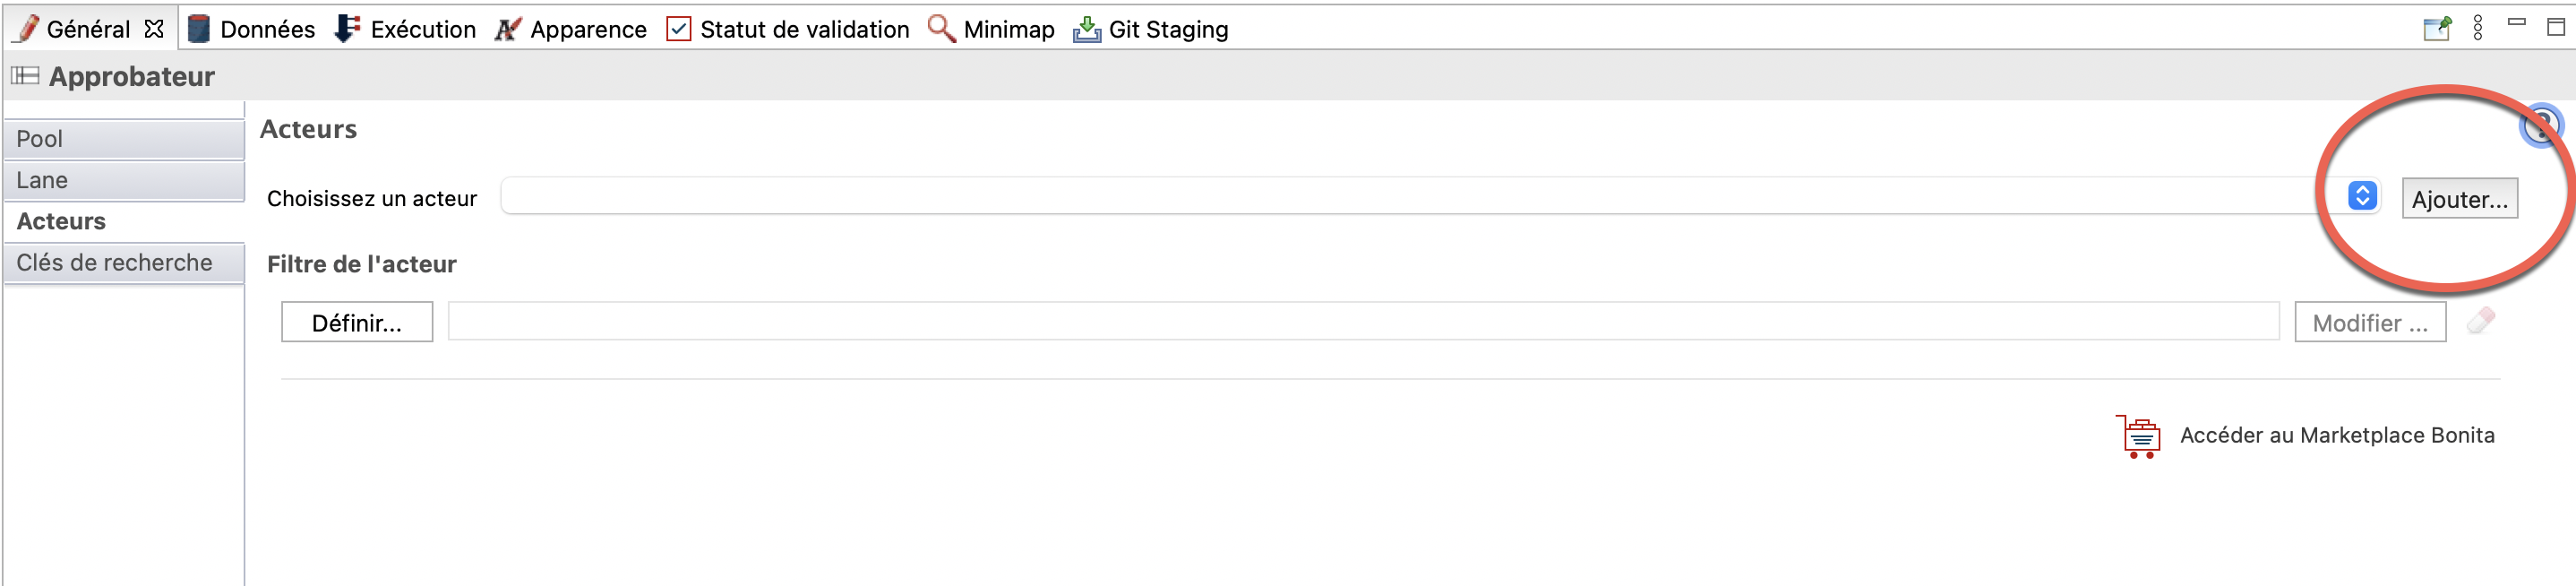 Général Données Exécution Apparence Statut de validation Minimap Git Staging
Approbateur
Pool
Lane
Acteurs
Clés de recherche
Acteurs
Choisissez un acteur Ajouter...
Filtre de l'acteur
Définir... Modifier ...
Accéder au Marketplace Bonita